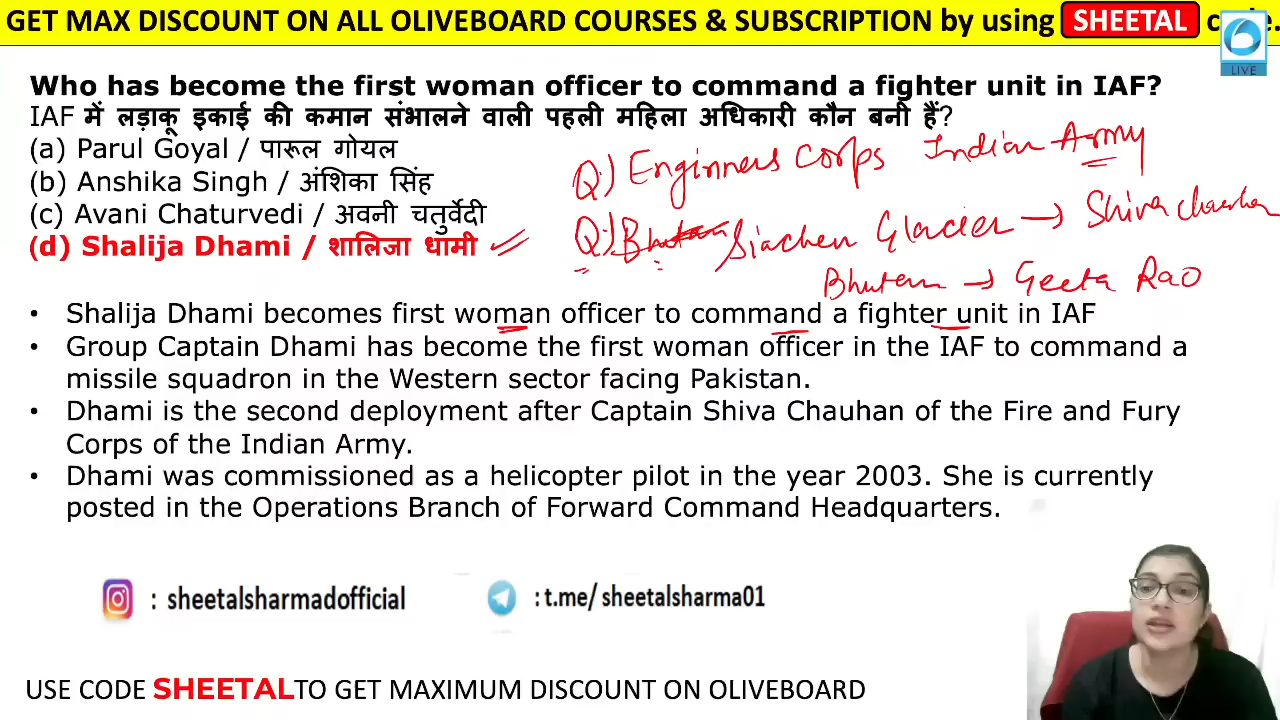 GET MAX DISCOUNT ON ALL OLIVEBOARD COURSES & SUBSCRIPTION by using SHEETAL code.
LIVE
Who has become the first woman officer to command a fighter unit in IAF?
IAF में लड़ाकू इकाई की कमान संभालने वाली पहली महिला अधिकारी कौन बनी हैं?
(a) Parul Goyal / पारूल गोयल
(b) Anshika Singh / अंशिका सिंह
(c) Avani Chaturvedi / अवनी चतुर्वेदी
(d) Shalija Dhami / शालिजा धामी
Q) Enginners Corps Indian Army
Q) Siachen Glacier → Shiva
Bhutan → Geeta Rao
• Shalija Dhami becomes first woman officer to command a fighter unit in IAF
• Group Captain Dhami has become the first woman officer in the IAF to command a
missile squadron in the Western sector facing Pakistan.
• Dhami is the second deployment after Captain Shiva Chauhan of the Fire and Fury
Corps of the Indian Army.
• Dhami was commissioned as a helicopter pilot in the year 2003. She is currently
posted in the Operations Branch of Forward Command Headquarters.
: sheetalsharmadofficial
: t.me/ sheetalsharma01
USE CODE SHEETALTO GET MAXIMUM DISCOUNT ON OLIVEBOARD